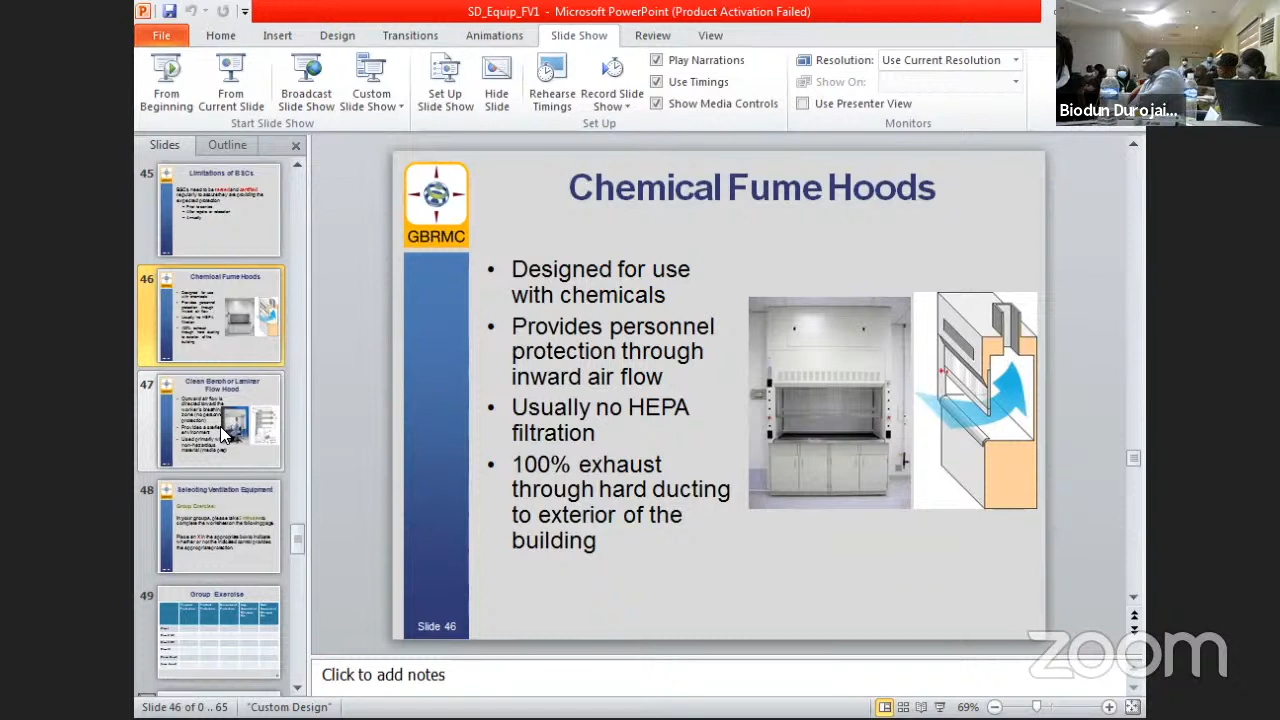 SD_Equip_FV1 - Microsoft PowerPoint (Product Activation Failed)
File Home Insert Design Transitions Animations Slide Show Review View
From Beginning
From Current Slide
Broadcast Slide Show
Custom Slide Show
Set Up Slide Show
Hide Slide
Rehearse Timings
Record Slide Show
Play Narrations
Use Timings
Show Media Controls
Resolution: Use Current Resolution
Show On:
Use Presenter View
Start Slide Show
Set Up
Monitors
Biodun Durojai...
Slides Outline
45
Limitations of BSCs
46
Chemical Fume Hoods
47
Clean Bench or Laminar
Flow Hood
48
Selecting Ventilation Equipment
Group Exercise
49
Group Exercise
GBRMC
Chemical Fume Hoods
• Designed for use
with chemicals
• Provides personnel
protection through
inward air flow
• Usually no HEPA
filtration
• 100% exhaust
through hard ducting
to exterior of the
building
Slide 46
Click to add notes
zoom
Slide 46 of 0 .. 65 "Custom Design" 69%